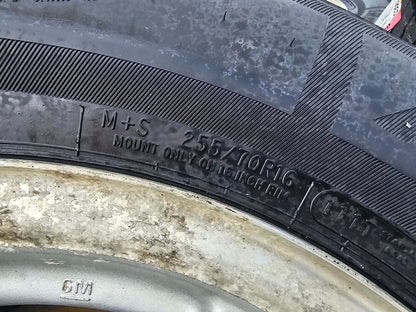 M+S 255/70R16
MOUNT ONLY ON 16 INCH RIM
GM